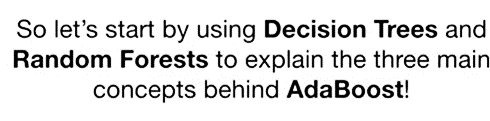 So let's start by using Decision Trees and
Random Forests to explain the three main
concepts behind AdaBoost!